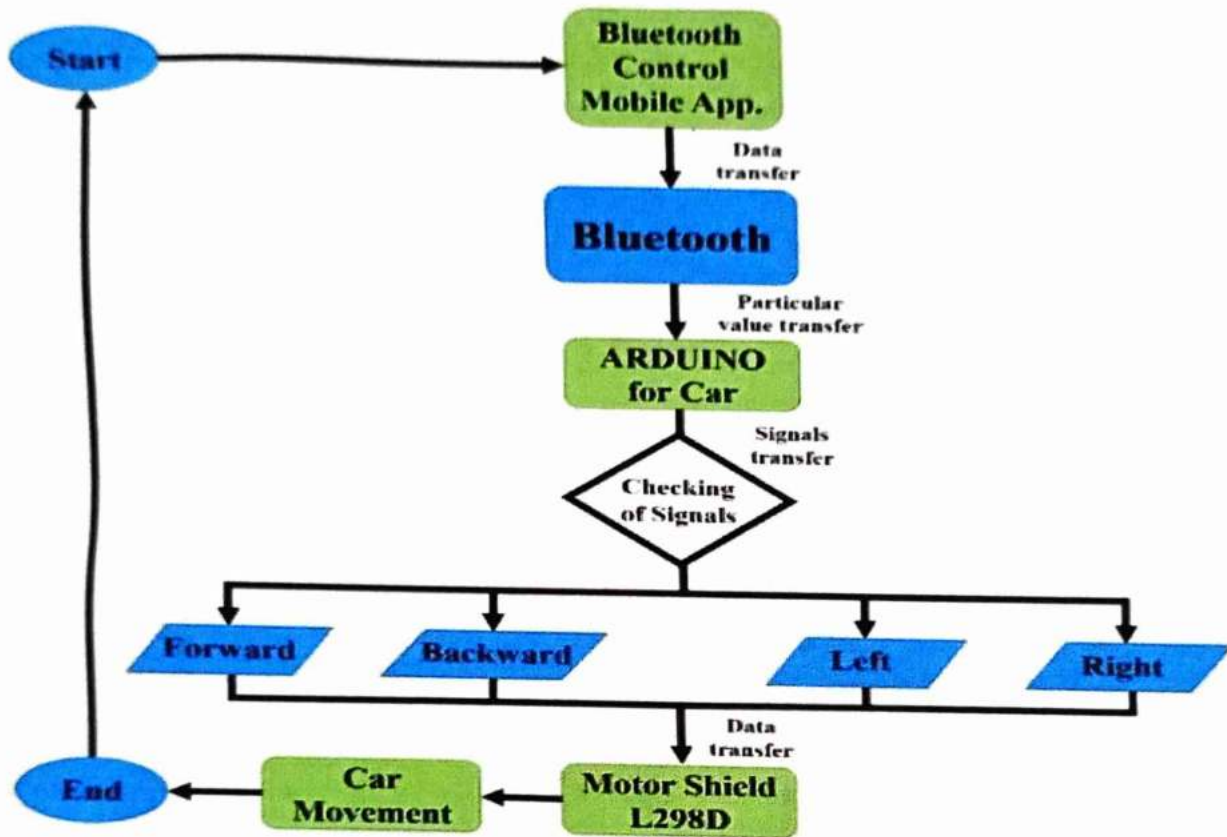 Start
Bluetooth
Control
Mobile App.
Data
transfer
Bluetooth
Particular
value transfer
ARDUINO
for Car
Signals
transfer
Checking
of Signals
Forward
Backward
Left
Right
Data
transfer
Motor Shield
L298D
Car
Movement
End